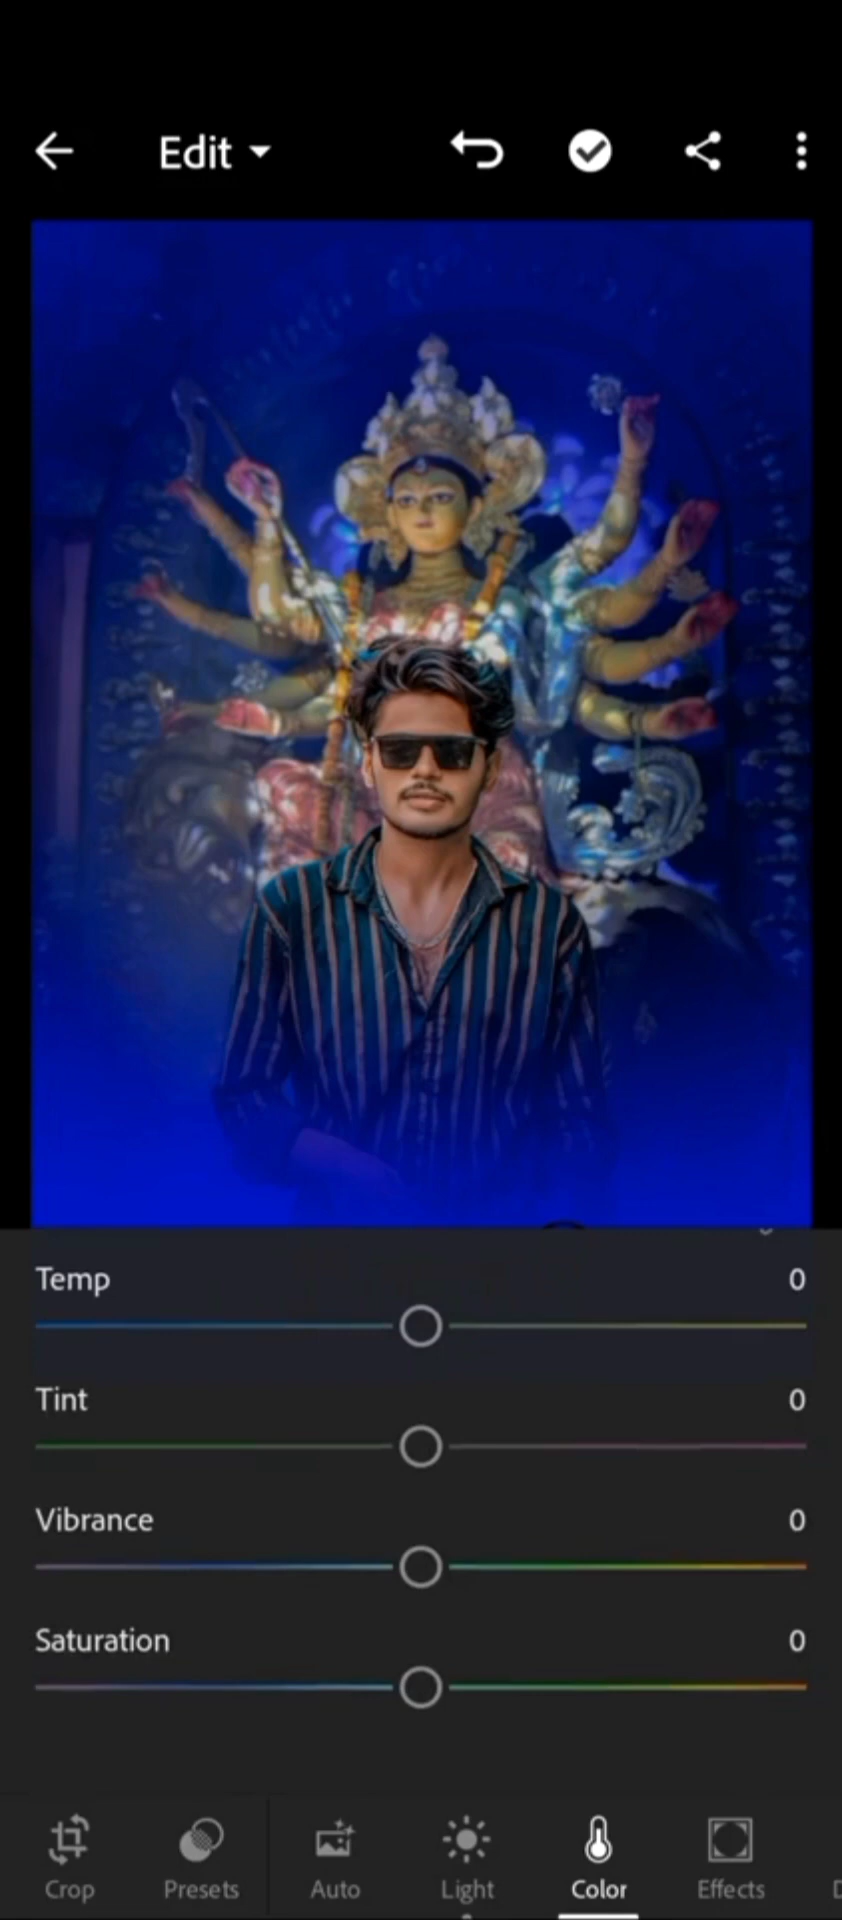 Edit
Temp 0
Tint 0
Vibrance 0
Saturation 0
Crop Presets Auto Light Color Effects